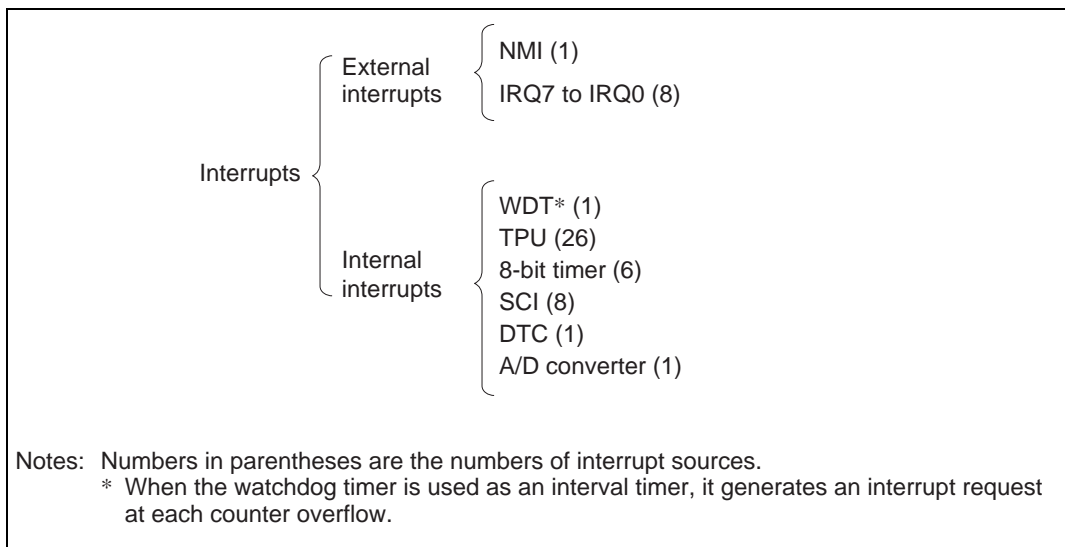 External
interrupts
NMI (1)
IRQ7 to IRQ0 (8)
Interrupts
Internal
interrupts
WDT* (1)
TPU (26)
8-bit timer (6)
SCI (8)
DTC (1)
A/D converter (1)
Notes: Numbers in parentheses are the numbers of interrupt sources.
* When the watchdog timer is used as an interval timer, it generates an interrupt request
at each counter overflow.